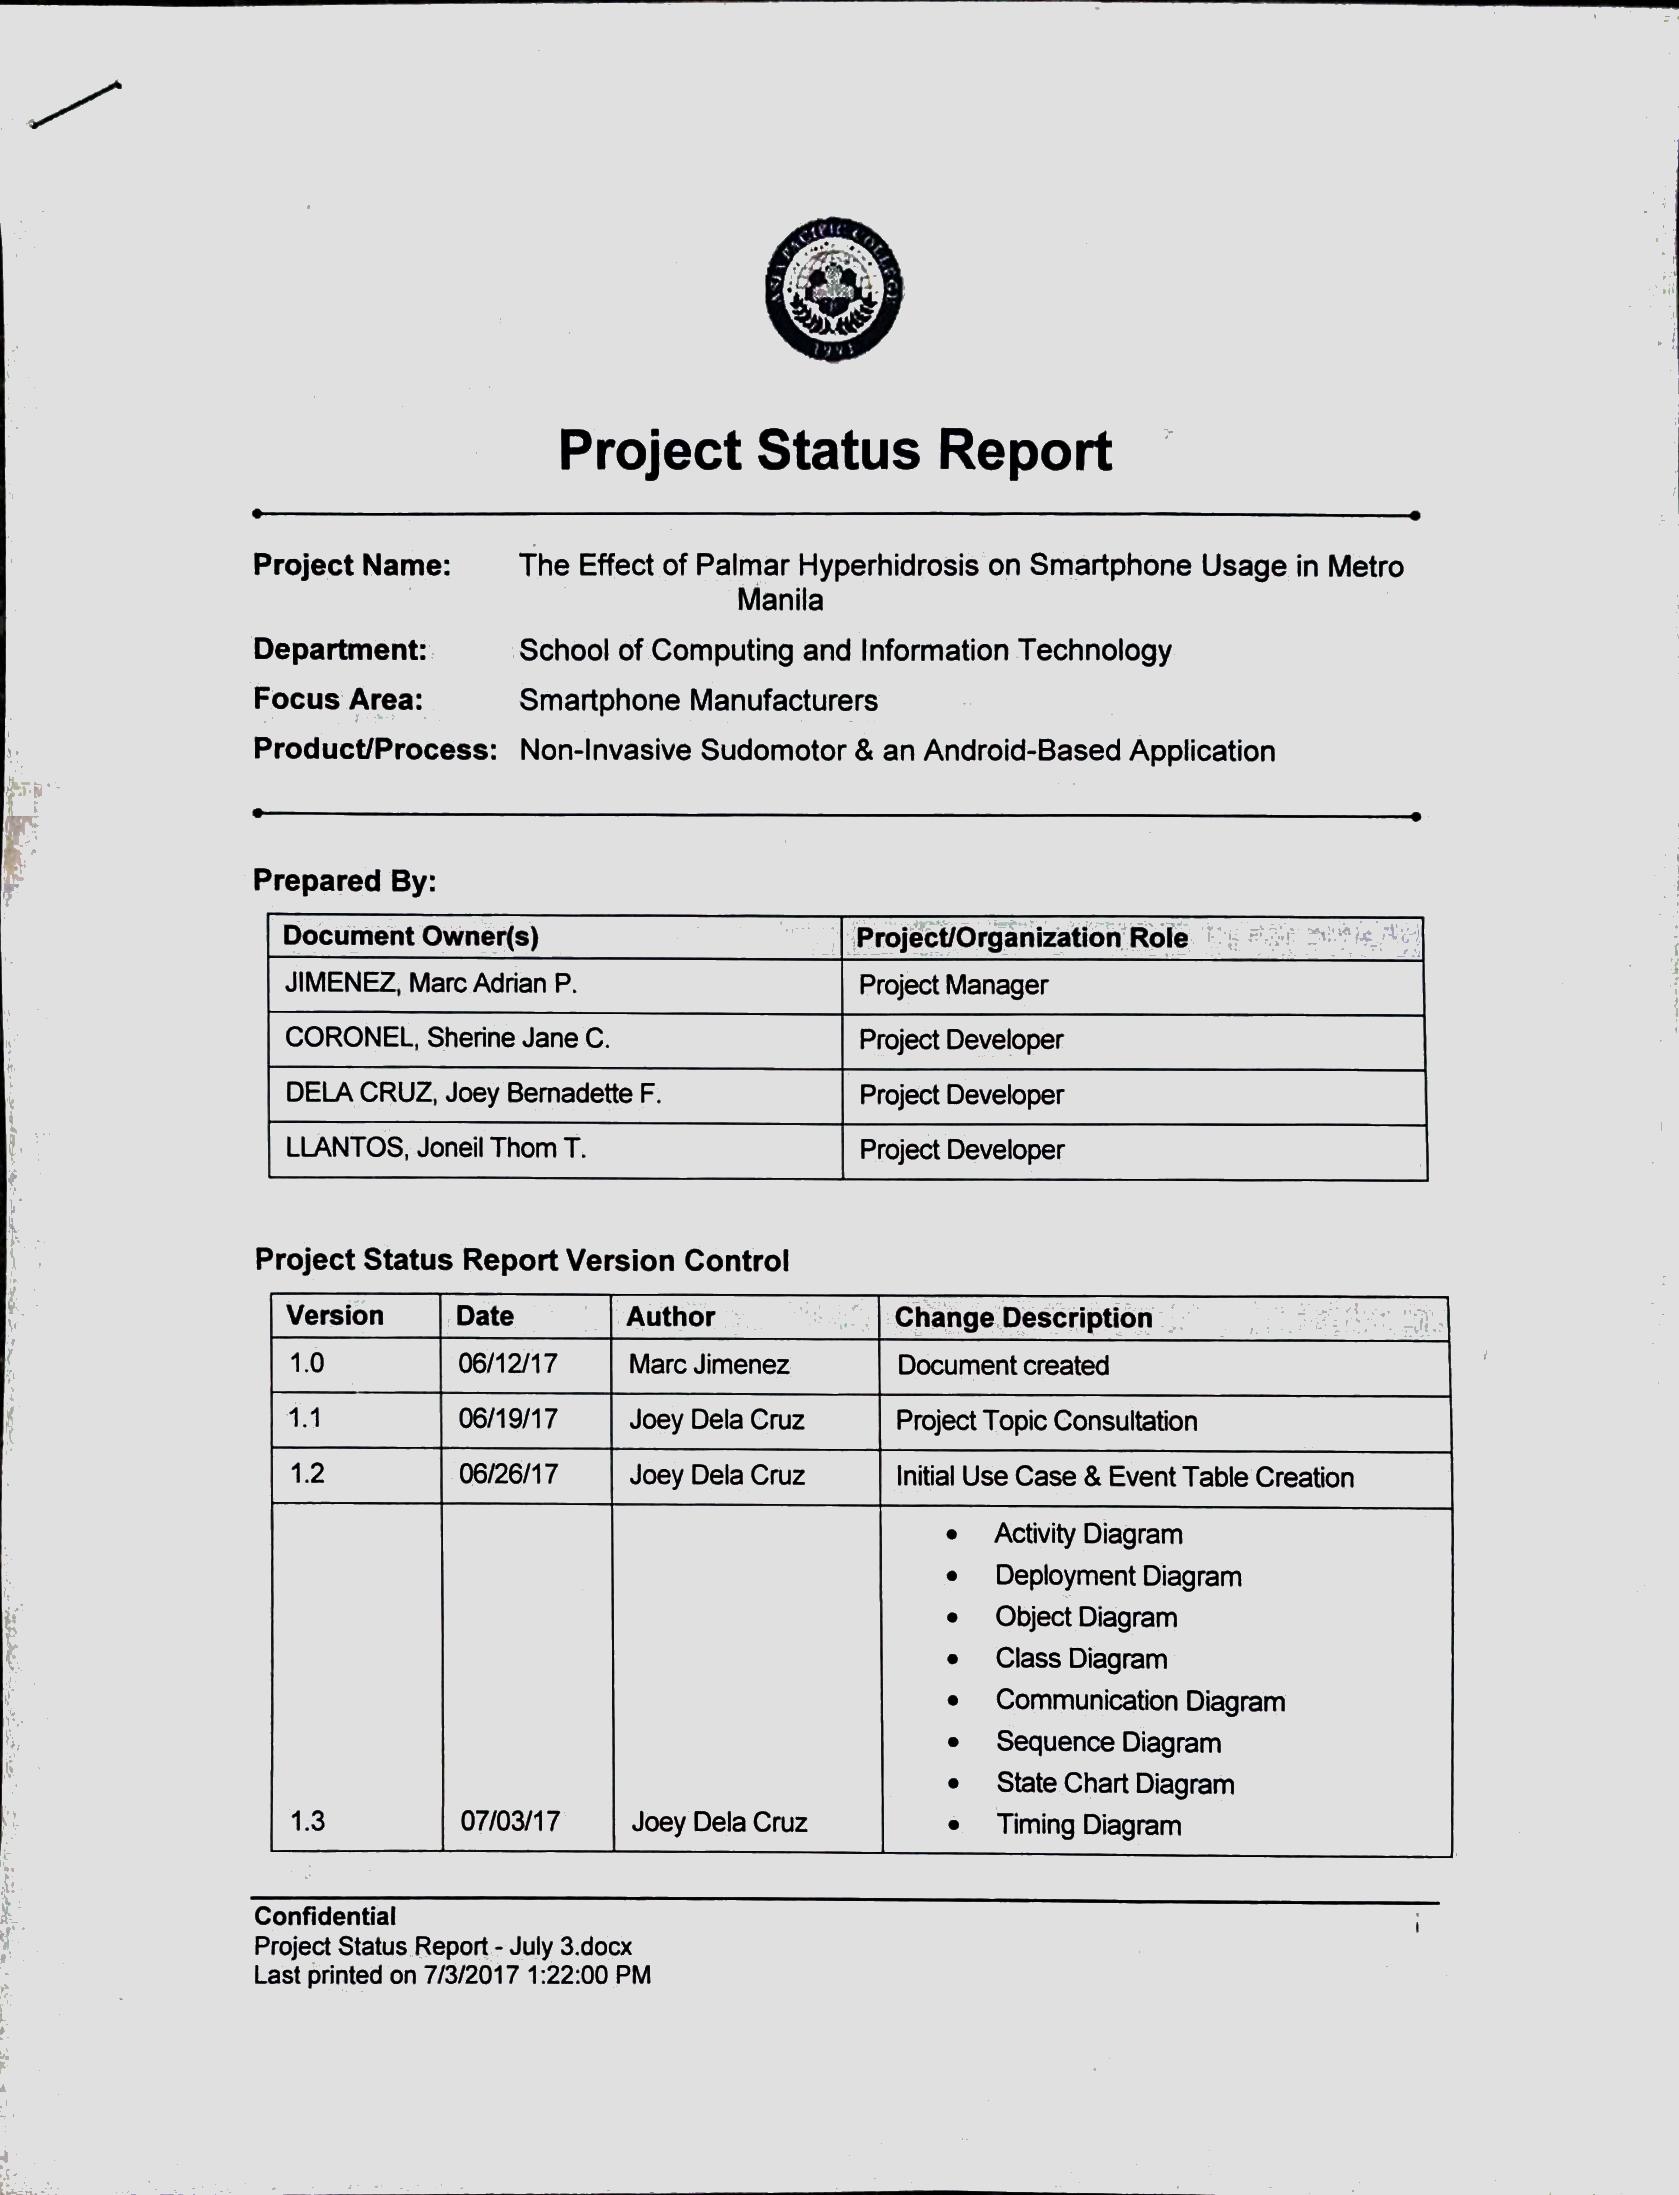 ASIA PACIFIC COLLEGE
1991
Project Status Report
Project Name: The Effect of Palmar Hyperhidrosis on Smartphone Usage in Metro
Manila
Department: School of Computing and Information Technology
Focus Area: Smartphone Manufacturers
Product/Process: Non-Invasive Sudomotor & an Android-Based Application
Prepared By:
Document Owner(s) Project/Organization Role
JIMENEZ, Marc Adrian P. Project Manager
CORONEL, Sherine Jane C. Project Developer
DELA CRUZ, Joey Bernadette F. Project Developer
LLANTOS, Joneil Thom T. Project Developer
Project Status Report Version Control
Version Date Author Change Description
1.0 06/12/17 Marc Jimenez Document created
1.1 06/19/17 Joey Dela Cruz Project Topic Consultation
1.2 06/26/17 Joey Dela Cruz Initial Use Case & Event Table Creation
• Activity Diagram
• Deployment Diagram
• Object Diagram
• Class Diagram
• Communication Diagram
• Sequence Diagram
• State Chart Diagram
1.3 07/03/17 Joey Dela Cruz • Timing Diagram
Confidential i
Project Status Report - July 3.docx
Last printed on 7/3/2017 1:22:00 PM